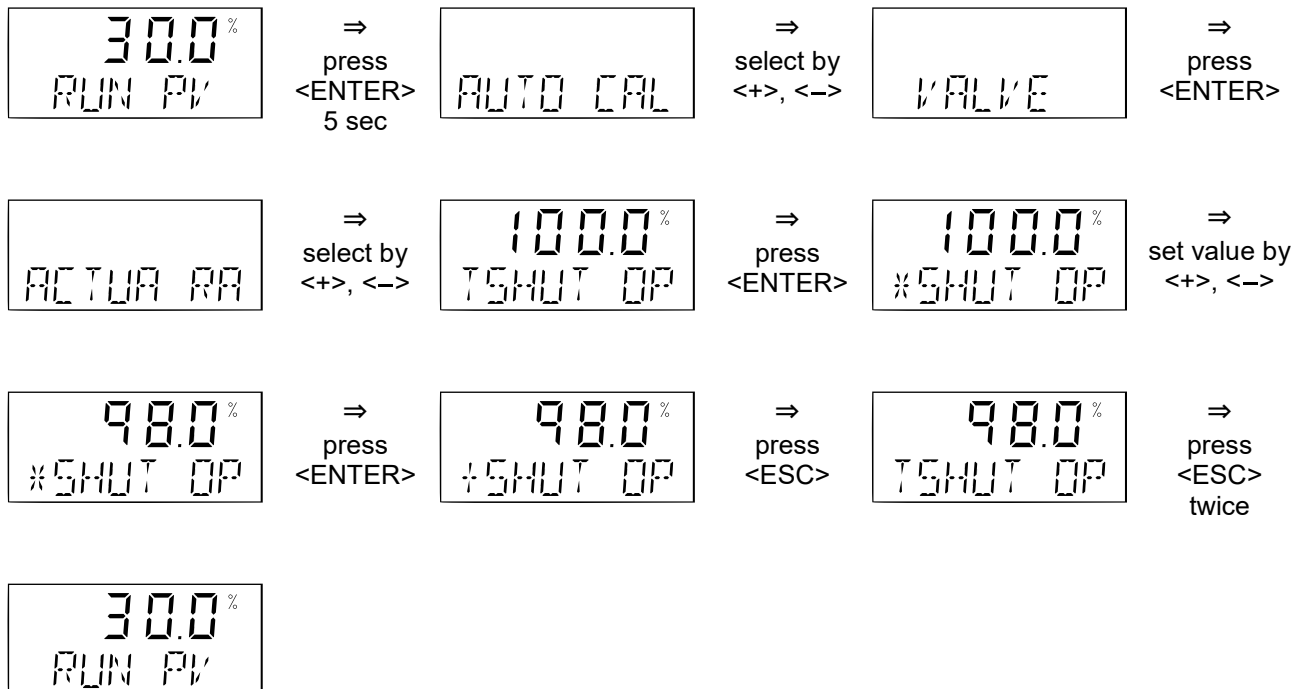 30.0 %
RUN PV
⇒
press
<ENTER>
5 sec
AUTO CAL
⇒
select by
<+>, <–>
VALVE
⇒
press
<ENTER>
ACTUA RA
⇒
select by
<+>, <–>
100.0 %
TSHUT OP
⇒
press
<ENTER>
100.0 %
*SHUT OP
⇒
set value by
<+>, <–>
98.0 %
*SHUT OP
⇒
press
<ENTER>
98.0 %
+SHUT OP
⇒
press
<ESC>
98.0 %
TSHUT OP
⇒
press
<ESC>
twice
30.0 %
RUN PV